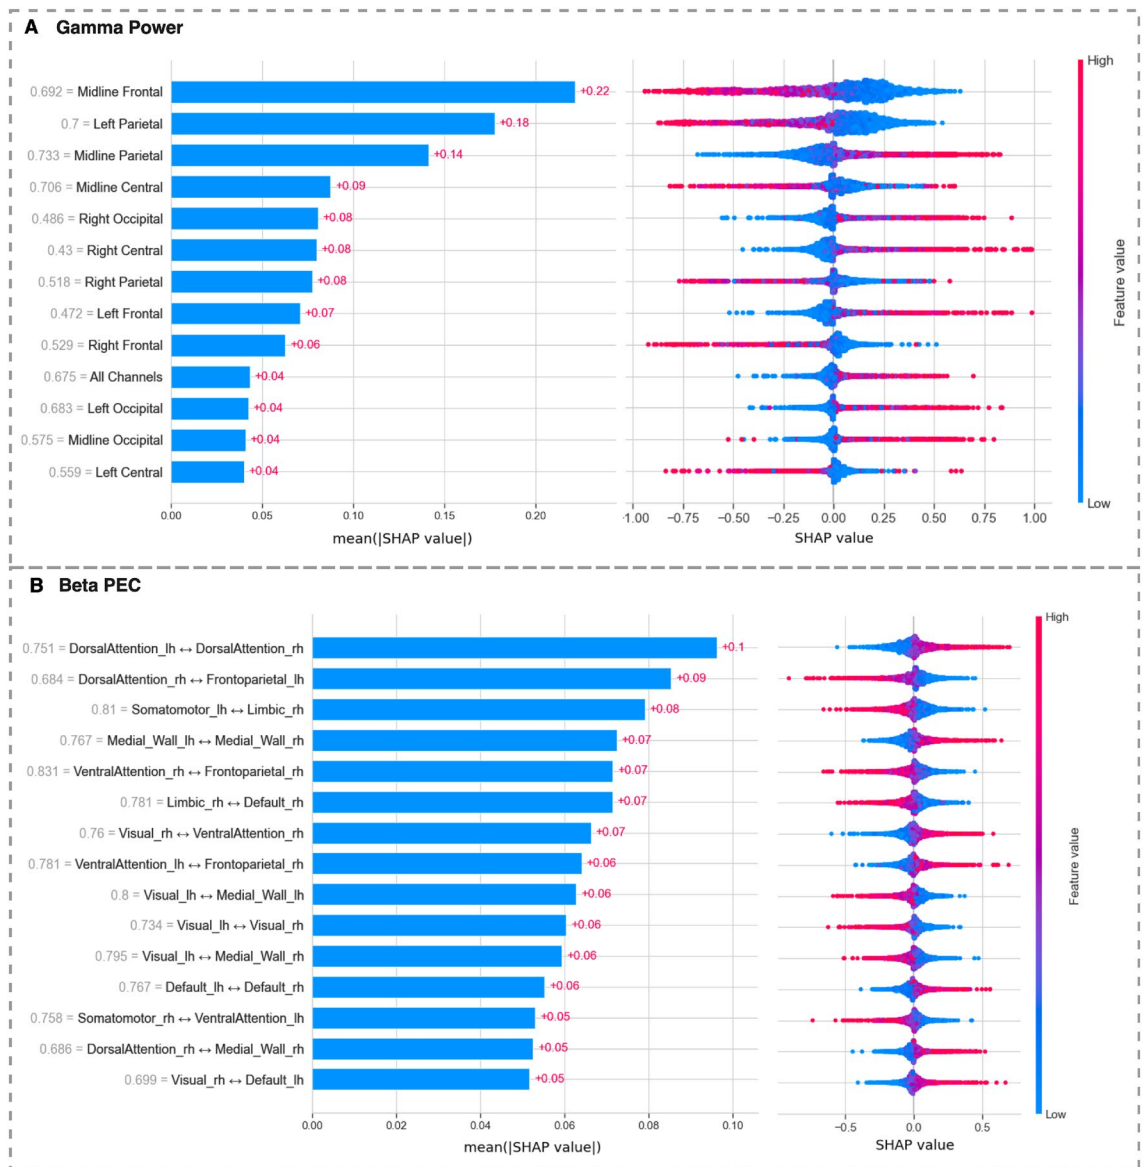 A Gamma Power
0.692 = Midline Frontal +0.22
0.7 = Left Parietal +0.18
0.733 = Midline Parietal +0.14
0.706 = Midline Central +0.09
0.486 = Right Occipital +0.08
0.43 = Right Central +0.08
0.518 = Right Parietal +0.08
0.472 = Left Frontal +0.07
0.529 = Right Frontal +0.06
0.675 = All Channels +0.04
0.683 = Left Occipital +0.04
0.575 = Midline Occipital +0.04
0.559 = Left Central +0.04
0.00 0.05 0.10 0.15 0.20
mean(|SHAP value|)
1.00 −0.75 −0.50 −0.25 0.00 0.25 0.50 0.75 1.00
SHAP value
High
Feature value
Low
B Beta PEC
0.751 = DorsalAttention_lh ↔ DorsalAttention_rh +0.1
0.684 = DorsalAttention_rh ↔ Frontoparietal_lh +0.09
0.81 = Somatomotor_lh ↔ Limbic_rh +0.08
0.767 = Medial_Wall_lh ↔ Medial_Wall_rh +0.07
0.831 = VentralAttention_rh ↔ Frontoparietal_rh +0.07
0.781 = Limbic_rh ↔ Default_rh +0.07
0.76 = Visual_rh ↔ VentralAttention_rh +0.07
0.781 = VentralAttention_lh ↔ Frontoparietal_rh +0.06
0.8 = Visual_lh ↔ Medial_Wall_lh +0.06
0.734 = Visual_lh ↔ Visual_rh +0.06
0.795 = Visual_lh ↔ Medial_Wall_rh +0.06
0.767 = Default_lh ↔ Default_rh +0.06
0.758 = Somatomotor_rh ↔ VentralAttention_lh +0.05
0.686 = DorsalAttention_rh ↔ Medial_Wall_rh +0.05
0.699 = Visual_rh ↔ Default_lh +0.05
0.00 0.02 0.04 0.06 0.08 0.10
mean(|SHAP value|)
−0.5 0.0 0.5
SHAP value
High
Feature value
Low